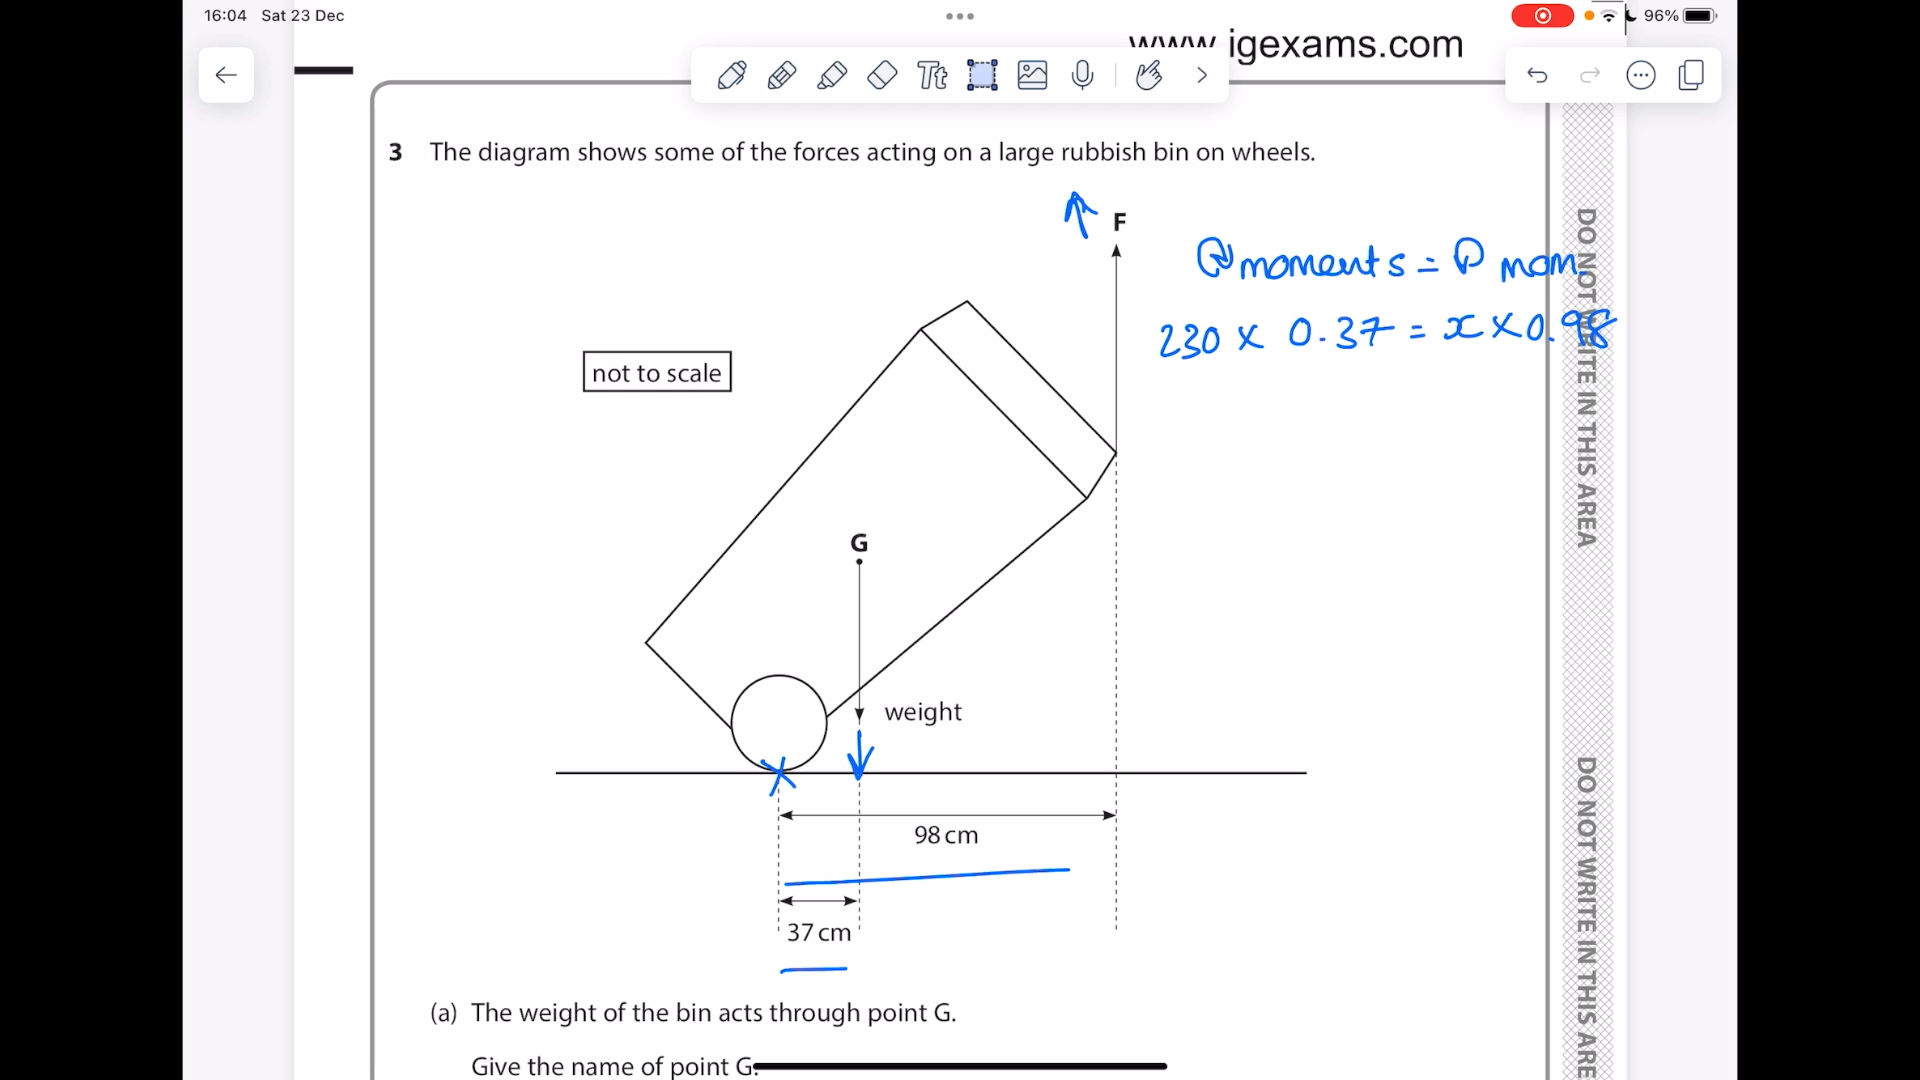 16:04 Sat 23 Dec
96%
www.igexams.com
Tt
3 The diagram shows some of the forces acting on a large rubbish bin on wheels.
F
moments = mom.
230 x 0.37 = x x 0.98
not to scale
G
weight
98 cm
37 cm
(a) The weight of the bin acts through point G.
Give the name of point G.
DO NOT WRITE IN THIS AREA
DO NOT WRITE IN THIS ARE